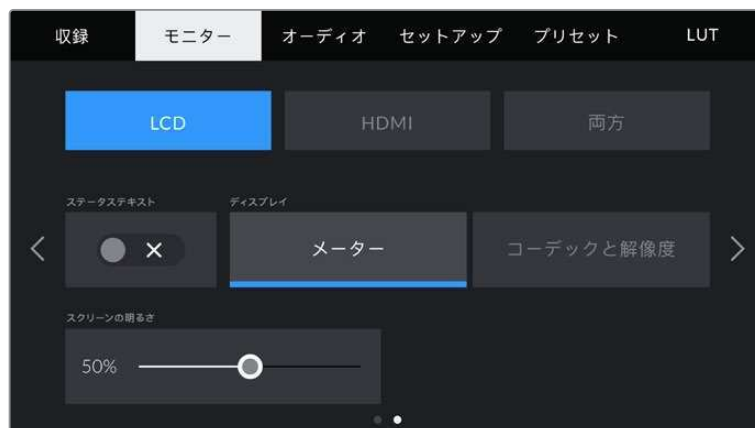 収録 モニター オーディオ セットアップ プリセット LUT
LCD HDMI 両方
ステータステキスト ディスプレイ
メーター コーデックと解像度
スクリーンの明るさ
50%